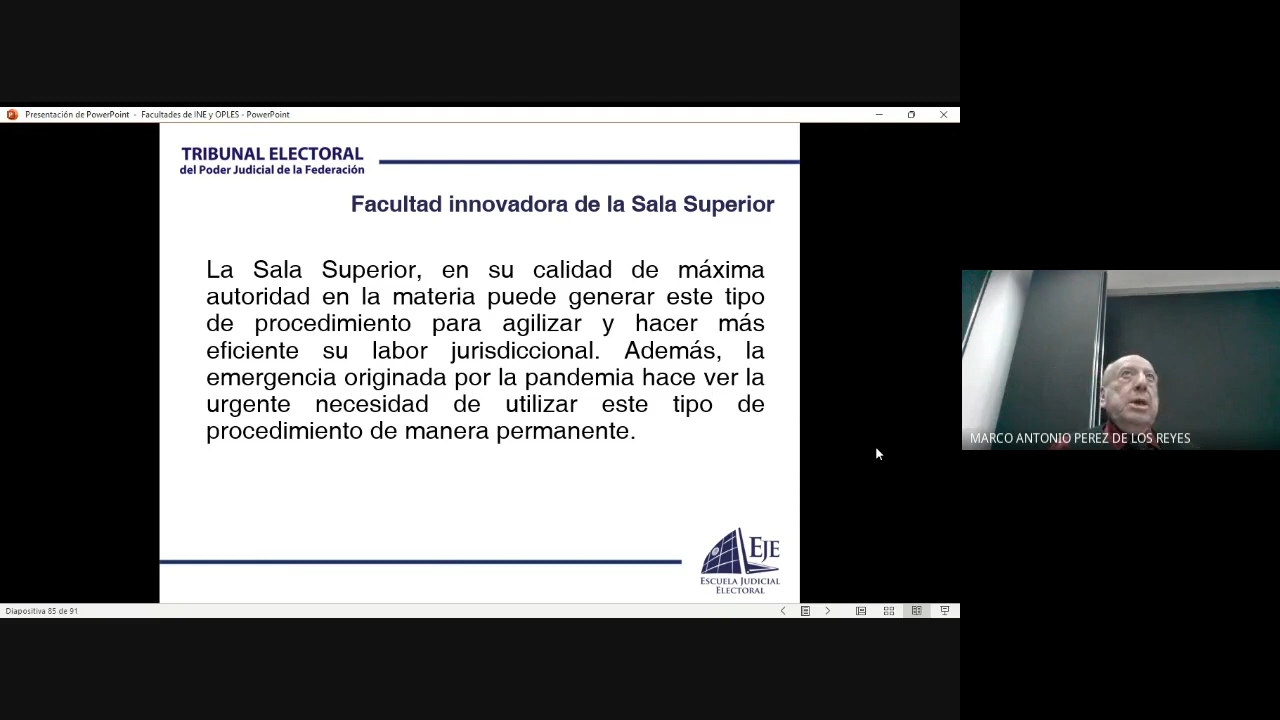 Presentación de PowerPoint - Facultades de INE y OPLES - PowerPoint
TRIBUNAL ELECTORAL
del Poder Judicial de la Federación
Facultad innovadora de la Sala Superior
La Sala Superior, en su calidad de máxima
autoridad en la materia puede generar este tipo
de procedimiento para agilizar y hacer más
eficiente su labor jurisdiccional. Además, la
emergencia originada por la pandemia hace ver la
urgente necesidad de utilizar este tipo de
procedimiento de manera permanente.
EJE
ESCUELA JUDICIAL
ELECTORAL
Diapositiva 85 de 91
MARCO ANTONIO PEREZ DE LOS REYES